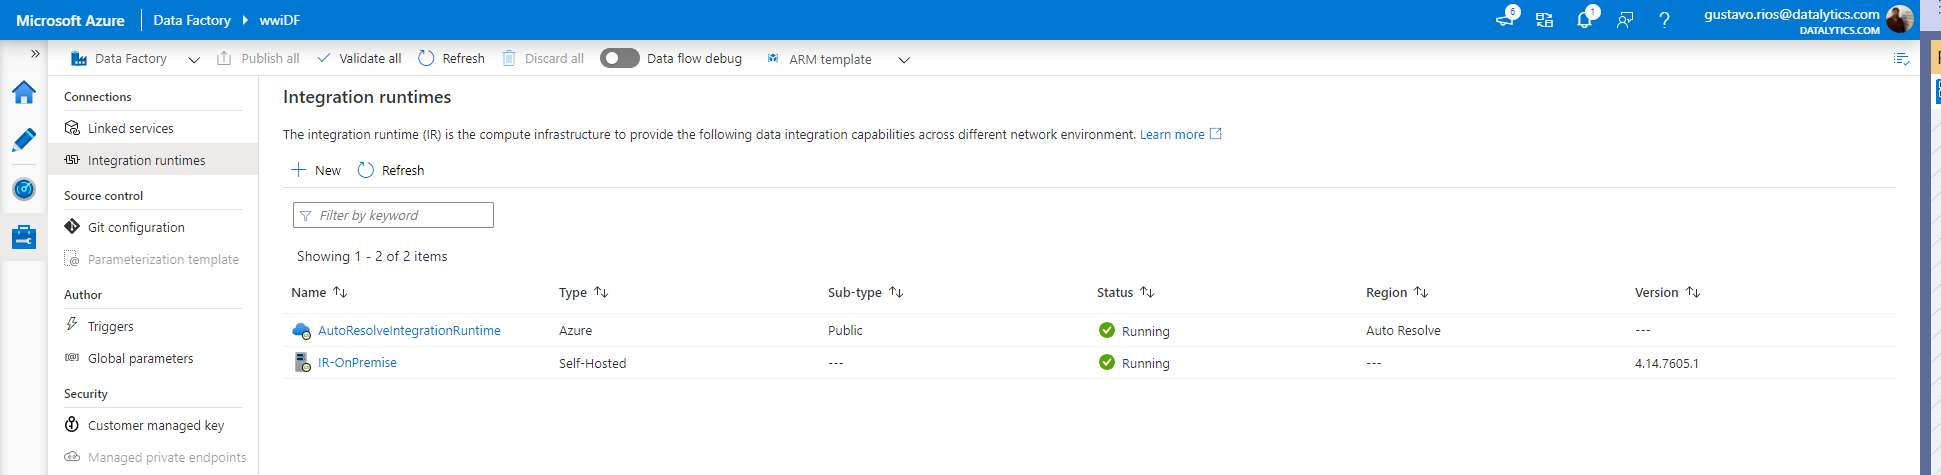 Microsoft Azure Data Factory wwiDF 6 1 gustavo.rios@datalytics.com
DATALYTICS.COM
Data Factory Publish all Validate all Refresh Discard all Data flow debug ARM template
Connections
Linked services
Integration runtimes
Source control
Git configuration
Parameterization template
Author
Triggers
Global parameters
Security
Customer managed key
Managed private endpoints
Integration runtimes
The integration runtime (IR) is the compute infrastructure to provide the following data integration capabilities across different network environment. Learn more
New Refresh
Filter by keyword
Showing 1 - 2 of 2 items
Name Type Sub-type Status Region Version
AutoResolveIntegrationRuntime Azure Public Running Auto Resolve ---
IR-OnPremise Self-Hosted --- Running --- 4.14.7605.1